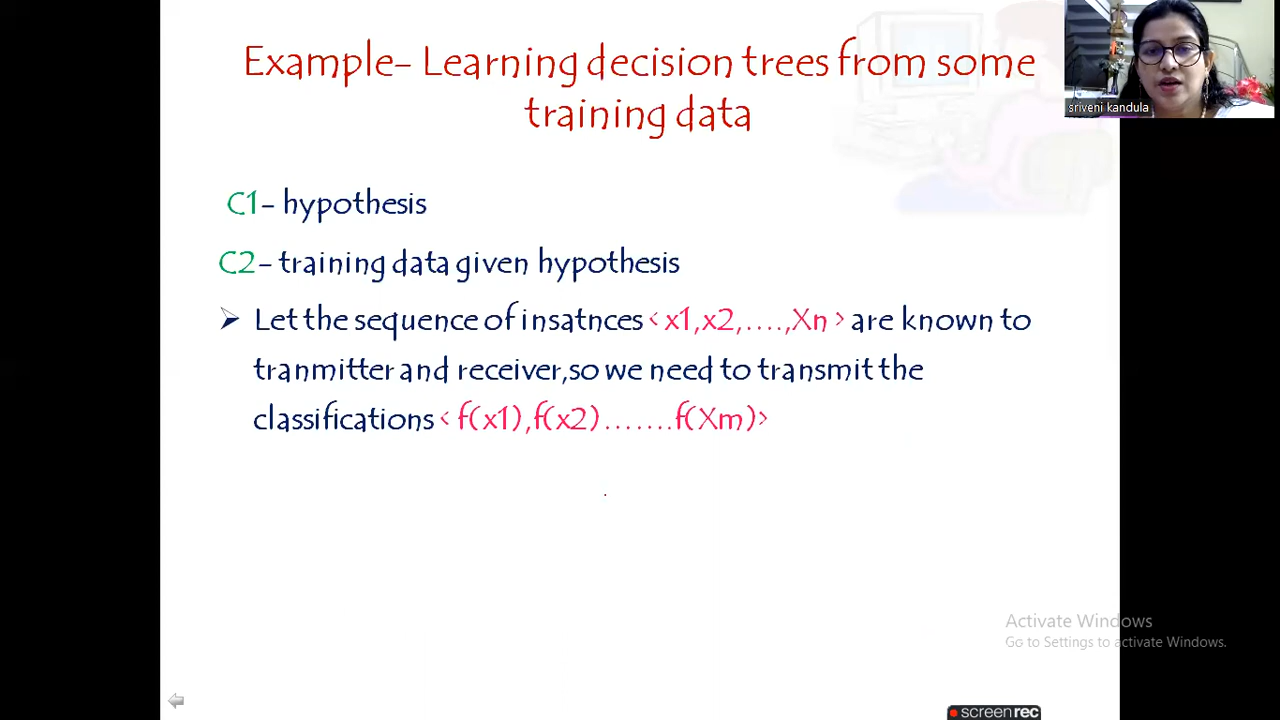 Example- Learning decision trees from some
training data
sriveni kandula
C1- hypothesis
C2- training data given hypothesis
Let the sequence of insatnces < x1,x2,....,Xn > are known to
tranmitter and receiver,so we need to transmit the
classifications < f(x1),f(x2).......f(Xm)>
Activate Windows
Go to Settings to activate Windows.
screenrec